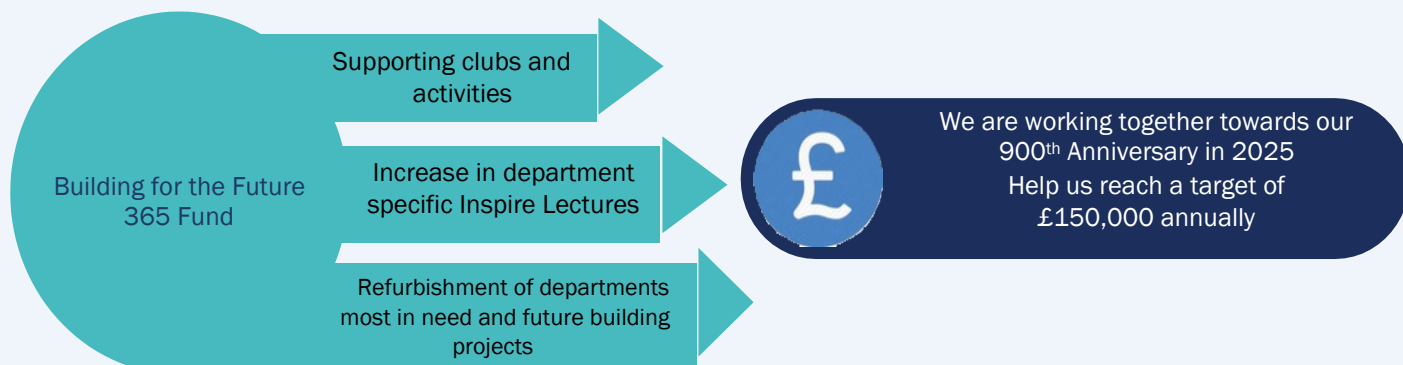 Building for the Future
365 Fund
Supporting clubs and
activities
Increase in department
specific Inspire Lectures
Refurbishment of departments
most in need and future building
projects
£
We are working together towards our
900th Anniversary in 2025
Help us reach a target of
£150,000 annually